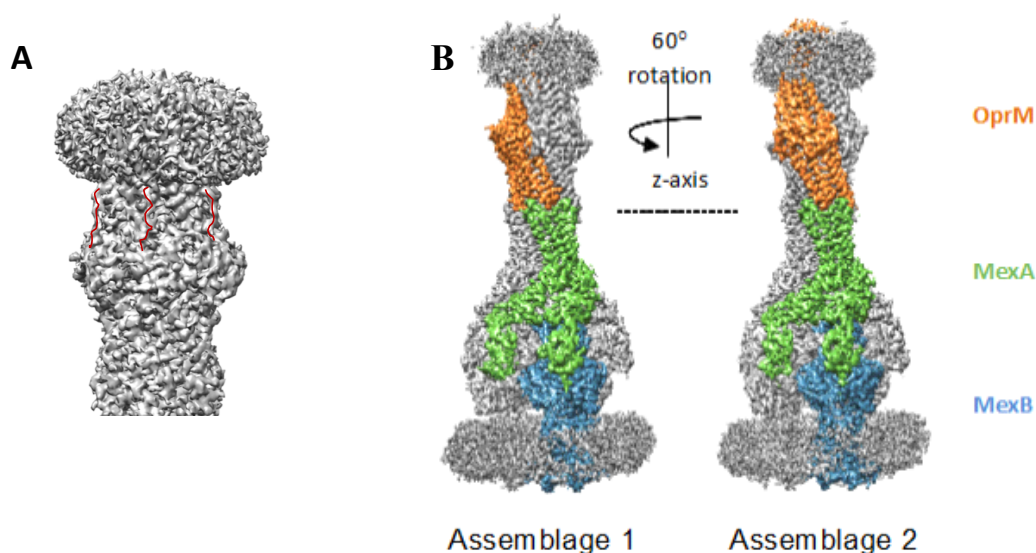 A
B
60°
rotation
z-axis
OprM
MexA
MexB
Assemblage 1
Assemblage 2